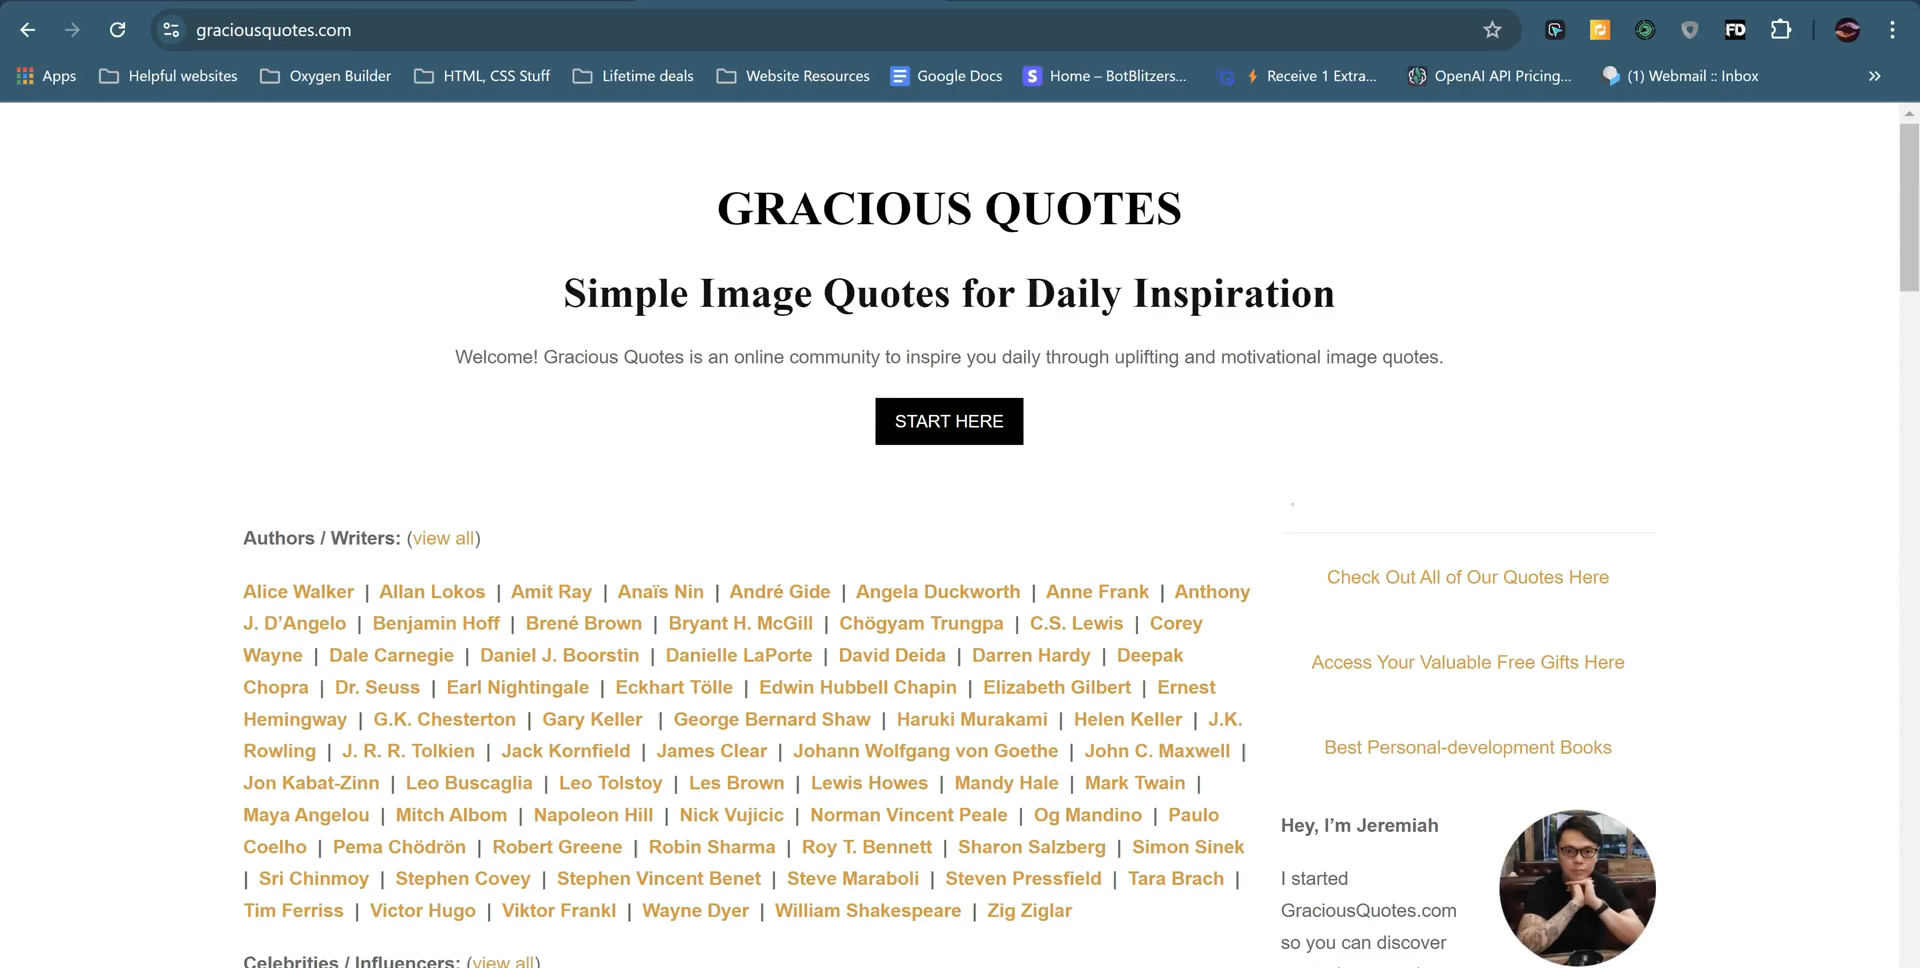 graciousquotes.com
FD
Apps
Helpful websites
Oxygen Builder
HTML, CSS Stuff
Lifetime deals
Website Resources
Google Docs
S
Home – BotBlitzers...
Receive 1 Extra...
OpenAI API Pricing...
(1) Webmail :: Inbox
GRACIOUS QUOTES
Simple Image Quotes for Daily Inspiration
Welcome! Gracious Quotes is an online community to inspire you daily through uplifting and motivational image quotes.
START HERE
Authors / Writers: (view all)
Alice Walker | Allan Lokos | Amit Ray | Anaïs Nin | André Gide | Angela Duckworth | Anne Frank | Anthony
J. D’Angelo | Benjamin Hoff | Brené Brown | Bryant H. McGill | Chögyam Trungpa | C.S. Lewis | Corey
Wayne | Dale Carnegie | Daniel J. Boorstin | Danielle LaPorte | David Deida | Darren Hardy | Deepak
Chopra | Dr. Seuss | Earl Nightingale | Eckhart Tölle | Edwin Hubbell Chapin | Elizabeth Gilbert | Ernest
Hemingway | G.K. Chesterton | Gary Keller | George Bernard Shaw | Haruki Murakami | Helen Keller | J.K.
Rowling | J. R. R. Tolkien | Jack Kornfield | James Clear | Johann Wolfgang von Goethe | John C. Maxwell |
Jon Kabat-Zinn | Leo Buscaglia | Leo Tolstoy | Les Brown | Lewis Howes | Mandy Hale | Mark Twain |
Maya Angelou | Mitch Albom | Napoleon Hill | Nick Vujicic | Norman Vincent Peale | Og Mandino | Paulo
Coelho | Pema Chödrön | Robert Greene | Robin Sharma | Roy T. Bennett | Sharon Salzberg | Simon Sinek
| Sri Chinmoy | Stephen Covey | Stephen Vincent Benet | Steve Maraboli | Steven Pressfield | Tara Brach |
Tim Ferriss | Victor Hugo | Viktor Frankl | Wayne Dyer | William Shakespeare | Zig Ziglar
Celebrities / Influencers: (view all)
Check Out All of Our Quotes Here
Access Your Valuable Free Gifts Here
Best Personal-development Books
Hey, I’m Jeremiah
I started
GraciousQuotes.com
so you can discover